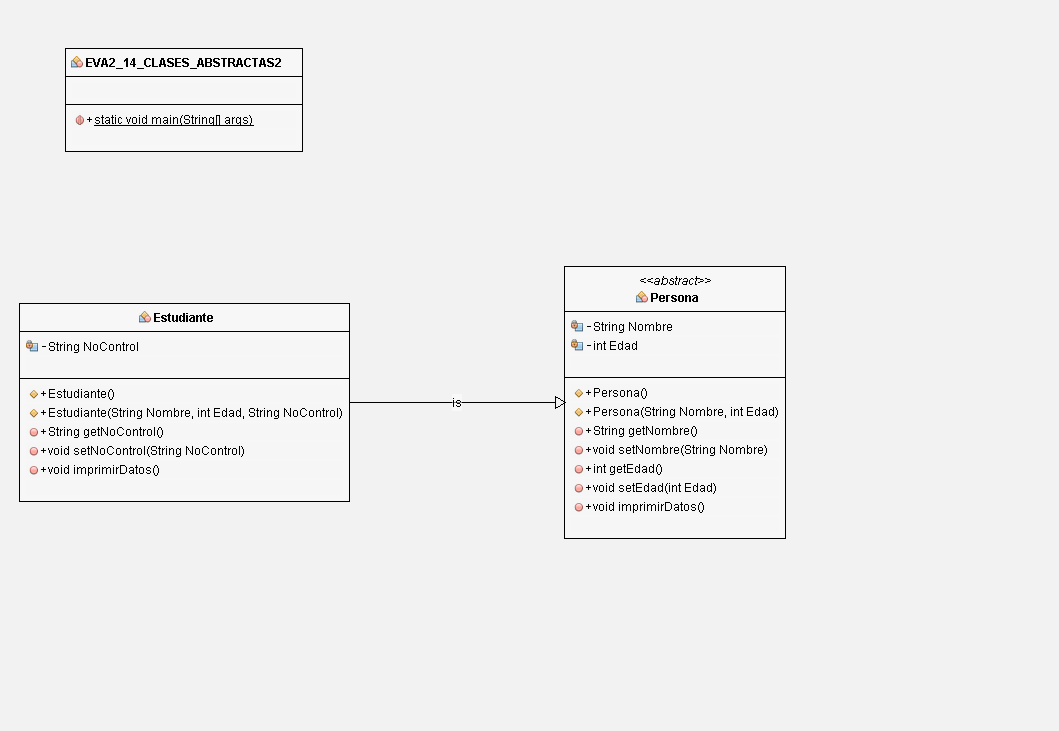 EVA2_14_CLASES_ABSTRACTAS2
+static void main(String[] args)
Estudiante
-String NoControl
+Estudiante()
+Estudiante(String Nombre, int Edad, String NoControl)
+String getNoControl()
+void setNoControl(String NoControl)
+void imprimirDatos()
is
<<abstract>>
Persona
-String Nombre
-int Edad
+Persona()
+Persona(String Nombre, int Edad)
+String getNombre()
+void setNombre(String Nombre)
+int getEdad()
+void setEdad(int Edad)
+void imprimirDatos()